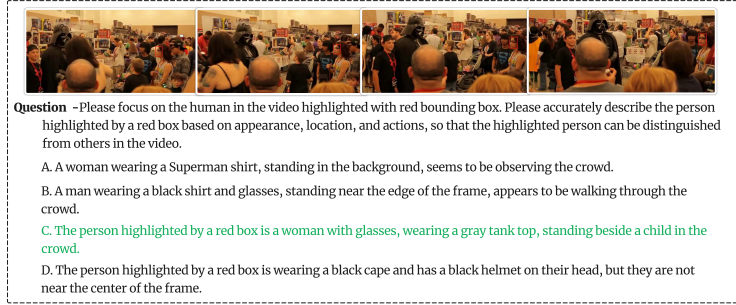 Question -Please focus on the human in the video highlighted with red bounding box. Please accurately describe the person
highlighted by a red box based on appearance, location, and actions, so that the highlighted person can be distinguished
from others in the video.
A. A woman wearing a Superman shirt, standing in the background, seems to be observing the crowd.
B. A man wearing a black shirt and glasses, standing near the edge of the frame, appears to be walking through the
crowd.
C. The person highlighted by a red box is a woman with glasses, wearing a gray tank top, standing beside a child in the
crowd.
D. The person highlighted by a red box is wearing a black cape and has a black helmet on their head, but they are not
near the center of the frame.